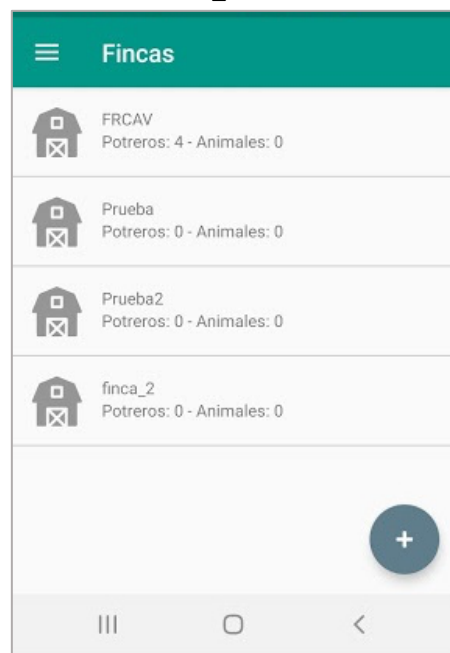 Fincas
FRCAV
Potreros: 4 - Animales: 0
Prueba
Potreros: 0 - Animales: 0
Prueba2
Potreros: 0 - Animales: 0
finca_2
Potreros: 0 - Animales: 0
+